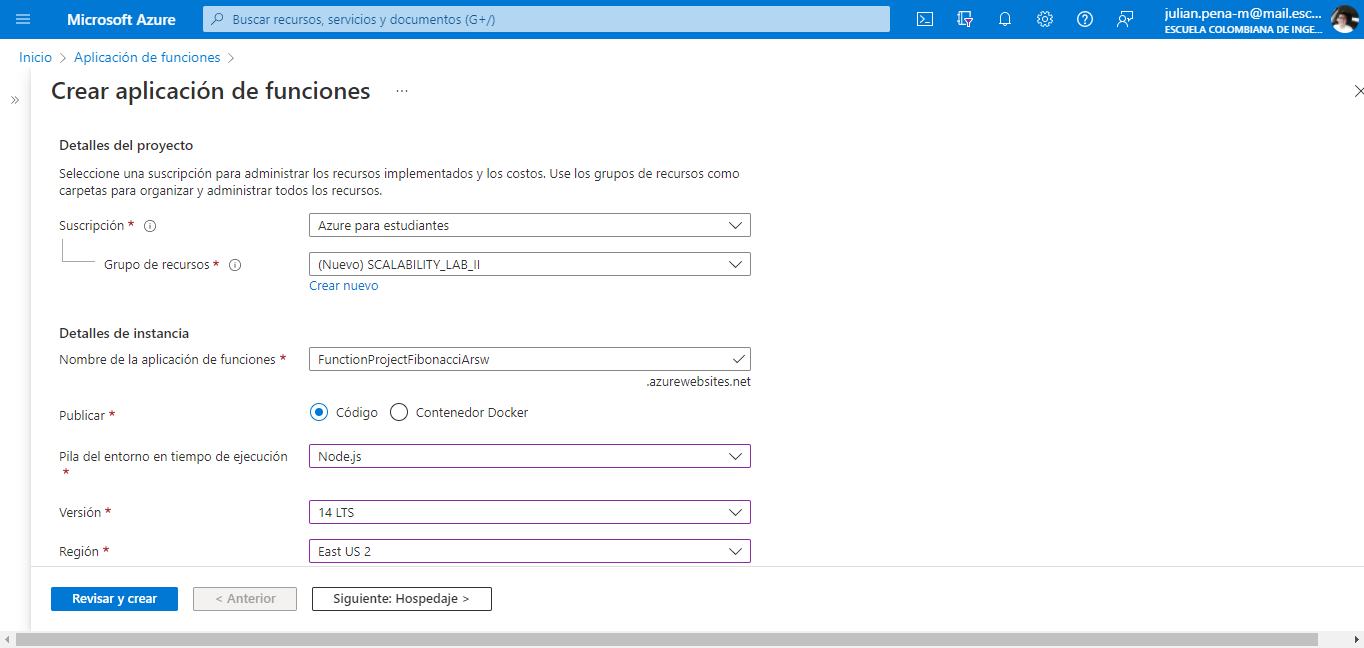 Microsoft Azure
Buscar recursos, servicios y documentos (G+/)
julian.pena-m@mail.esc...
ESCUELA COLOMBIANA DE INGE...
Inicio > Aplicación de funciones >
Crear aplicación de funciones ...
Detalles del proyecto
Seleccione una suscripción para administrar los recursos implementados y los costos. Use los grupos de recursos como
carpetas para organizar y administrar todos los recursos.
Suscripción *
Azure para estudiantes
Grupo de recursos *
(Nuevo) SCALABILITY_LAB_II
Crear nuevo
Detalles de instancia
Nombre de la aplicación de funciones *
FunctionProjectFibonacciArsw
.azurewebsites.net
Publicar *
Código
Contenedor Docker
Pila del entorno en tiempo de ejecución
*
Node.js
Versión *
14 LTS
Región *
East US 2
Revisar y crear
< Anterior
Siguiente: Hospedaje >